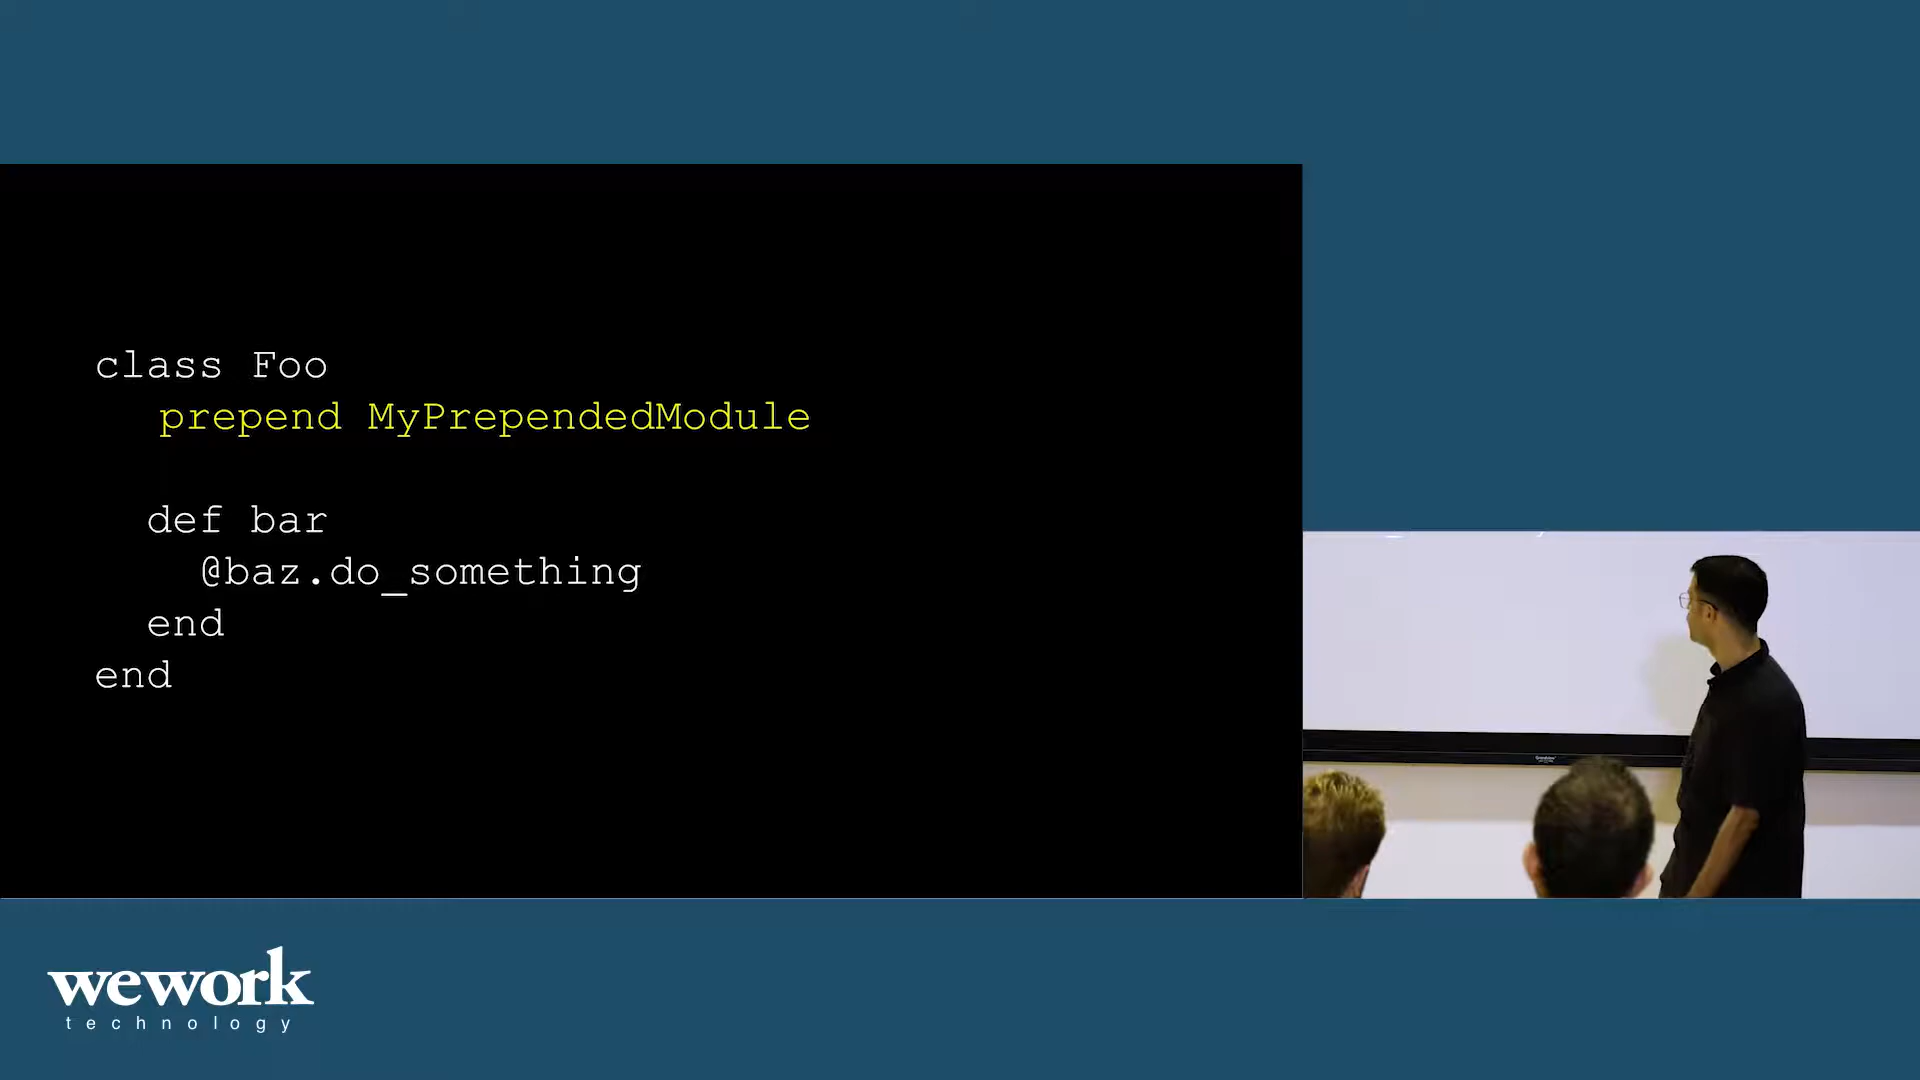 class Foo
prepend MyPrependedModule
def bar
@baz.do_something
end
end
wework
technology